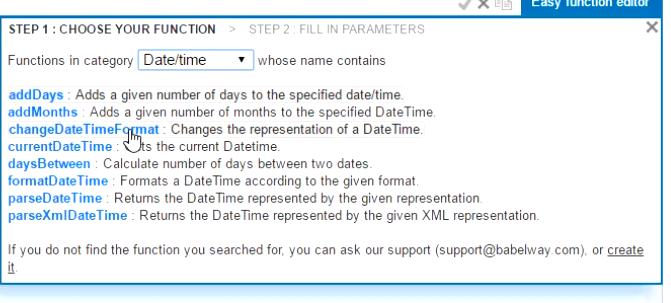 Easy function editor
STEP 1 : CHOOSE YOUR FUNCTION > STEP 2 : FILL IN PARAMETERS
Functions in category Date/time whose name contains
addDays : Adds a given number of days to the specified date/time.
addMonths : Adds a given number of months to the specified DateTime.
changeDateTimeFormat : Changes the representation of a DateTime.
currentDateTime : the current Datetime.
daysBetween : Calculate number of days between two dates.
formatDateTime : Formats a DateTime according to the given format.
parseDateTime : Returns the DateTime represented by the given representation.
parseXmlDateTime : Returns the DateTime represented by the given XML representation.
If you do not find the function you searched for, you can ask our support (support@babelway.com), or create
it.